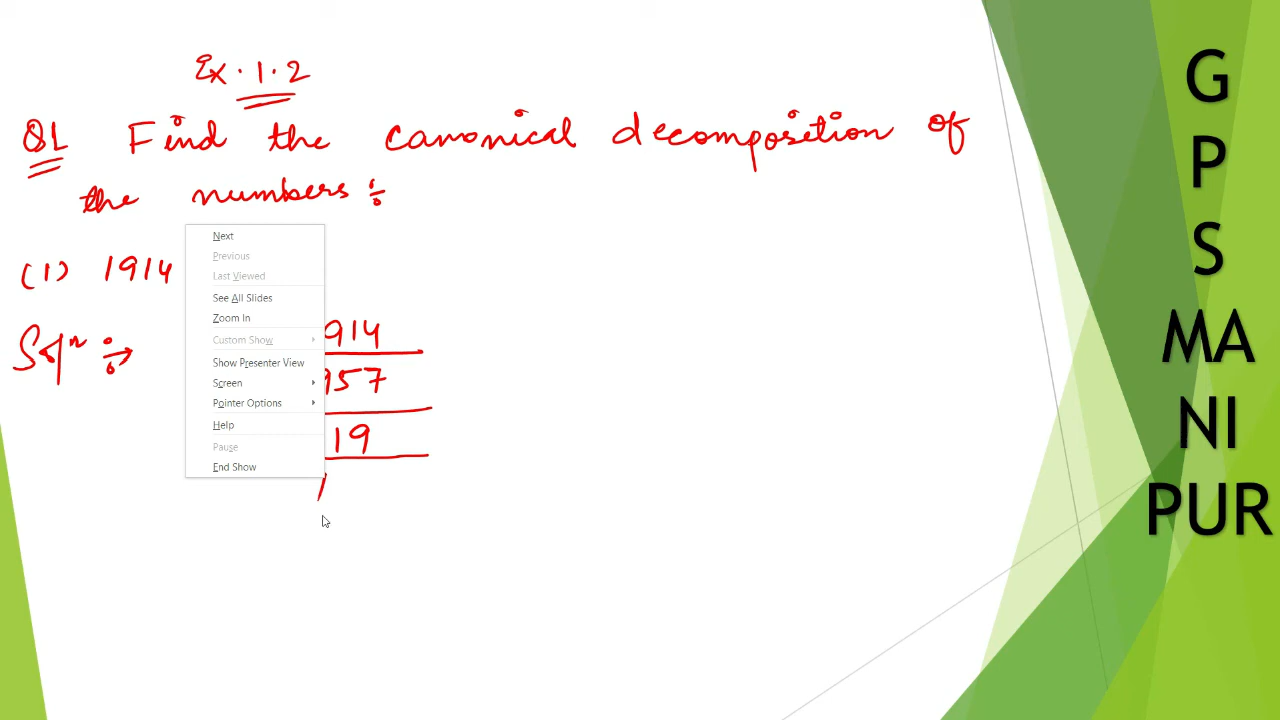 Ex. 1.2
Q1 Find the canonical decomposition of
the numbers :
(1) 1914
Solⁿ :→
914
957
19
Next
Previous
Last Viewed
See All Slides
Zoom In
Custom Show
Show Presenter View
Screen
Pointer Options
Help
Pause
End Show
G
P
S
MA
NI
PUR